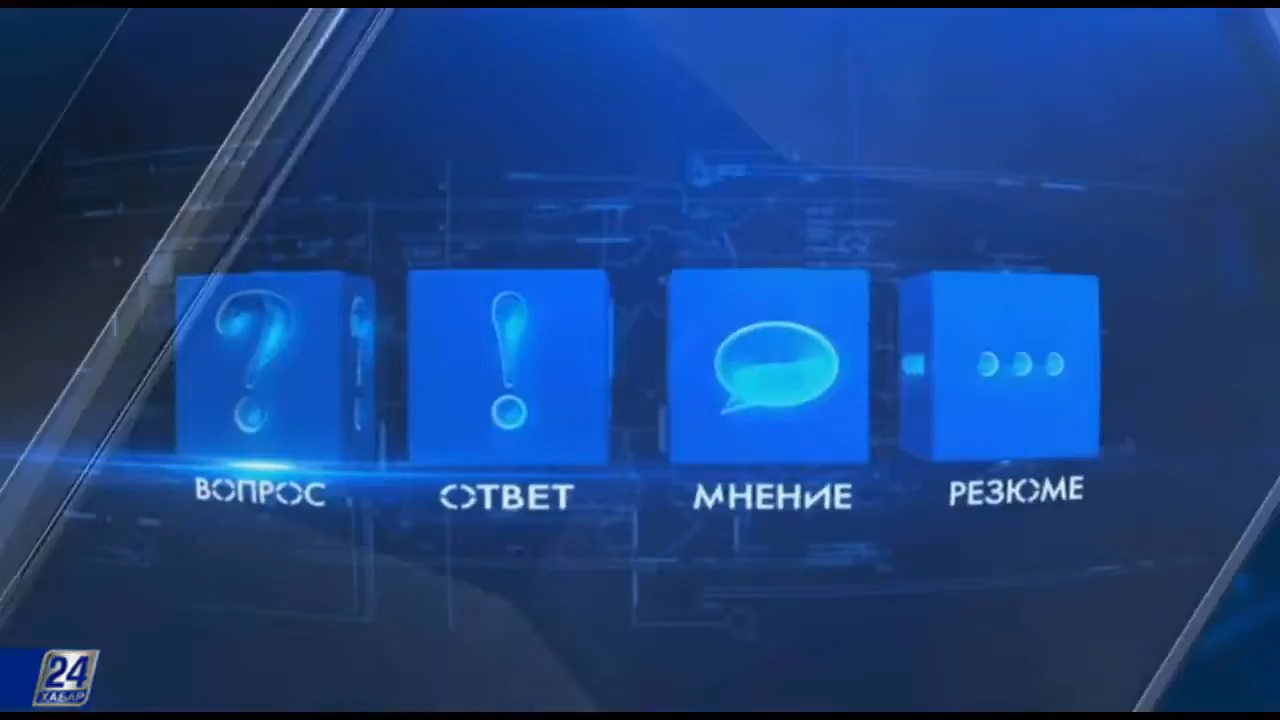 ВОПРОС
ОТВЕТ
МНЕНИЕ
РЕЗЮМЕ
24
ХАБАР